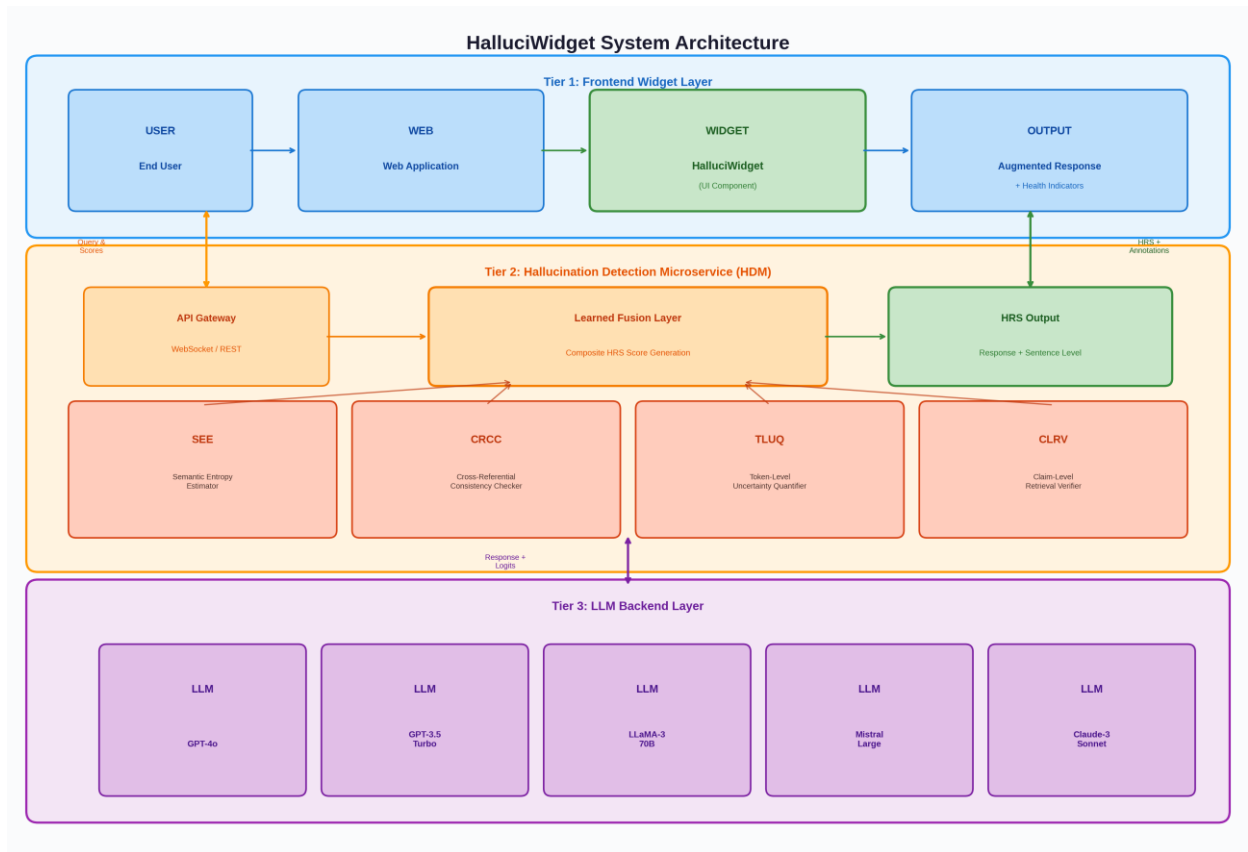 HalluciWidget System Architecture
Tier 1: Frontend Widget Layer
USER
End User
WEB
Web Application
WIDGET
HalluciWidget
(UI Component)
OUTPUT
Augmented Response
+ Health Indicators
Query &
Scores
HRS +
Annotations
Tier 2: Hallucination Detection Microservice (HDM)
API Gateway
WebSocket / REST
Learned Fusion Layer
Composite HRS Score Generation
HRS Output
Response + Sentence Level
SEE
Semantic Entropy
Estimator
CRCC
Cross-Referential
Consistency Checker
TLUQ
Token-Level
Uncertainty Quantifier
CLRV
Claim-Level
Retrieval Verifier
Response +
Logits
Tier 3: LLM Backend Layer
LLM
GPT-4o
LLM
GPT-3.5
Turbo
LLM
LLaMA-3
70B
LLM
Mistral
Large
LLM
Claude-3
Sonnet